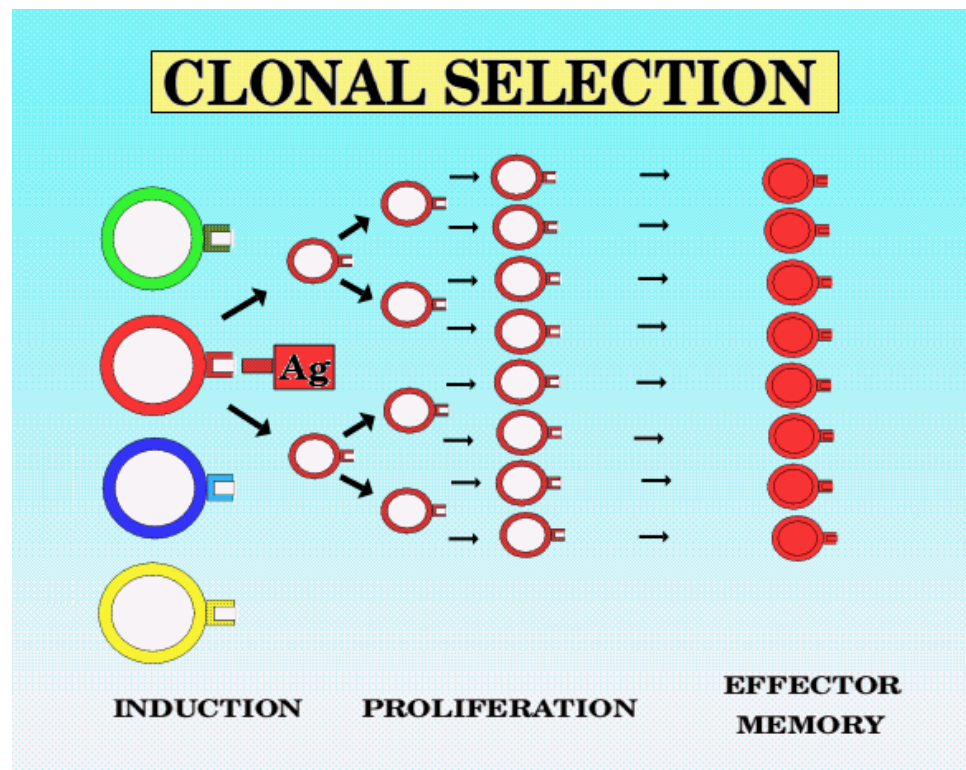 CLONAL SELECTION
Ag
INDUCTION
PROLIFERATION
EFFECTOR
MEMORY